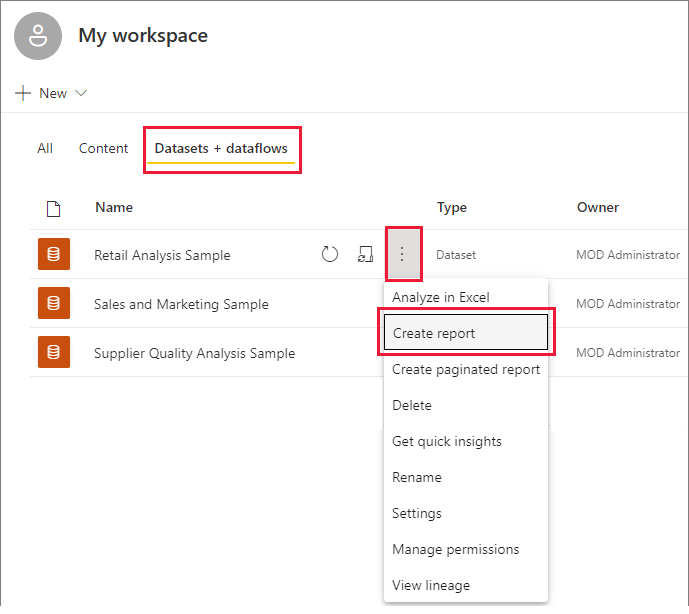 My workspace
New
All Content Datasets + dataflows
Name Type Owner
Retail Analysis Sample Dataset MOD Administrator
Analyze in Excel
Sales and Marketing Sample MOD Administrator
Create report
Supplier Quality Analysis Sample MOD Administrator
Create paginated report
Delete
Get quick insights
Rename
Settings
Manage permissions
View lineage